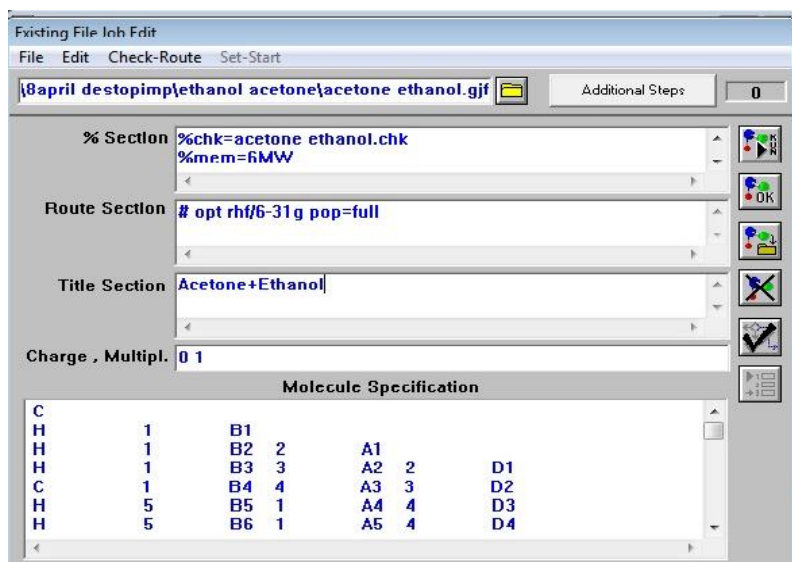 Existing File Job Edit
File Edit Check-Route Set-Start
\8april destopimp\ethanol acetone\acetone ethanol.gjf Additional Steps 0
% Section %chk=acetone ethanol.chk
%mem=6MW
Route Section # opt rhf/6-31g pop=full
Title Section Acetone+Ethanol
Charge , Multipl. 0 1
Molecule Specification
C
H 1 B1
H 1 B2 2 A1
H 1 B3 3 A2 2 D1
C 1 B4 4 A3 3 D2
H 5 B5 1 A4 4 D3
H 5 B6 1 A5 4 D4
RUN
OK